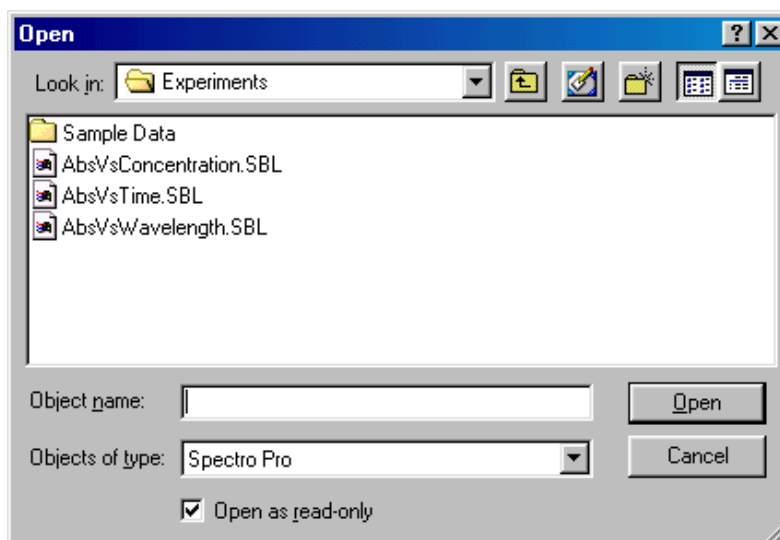 Open
Look in: Experiments
Sample Data
AbsVsConcentration.SBL
AbsVsTime.SBL
AbsVsWavelength.SBL
Object name:
Open
Objects of type: Spectro Pro
Cancel
Open as read-only